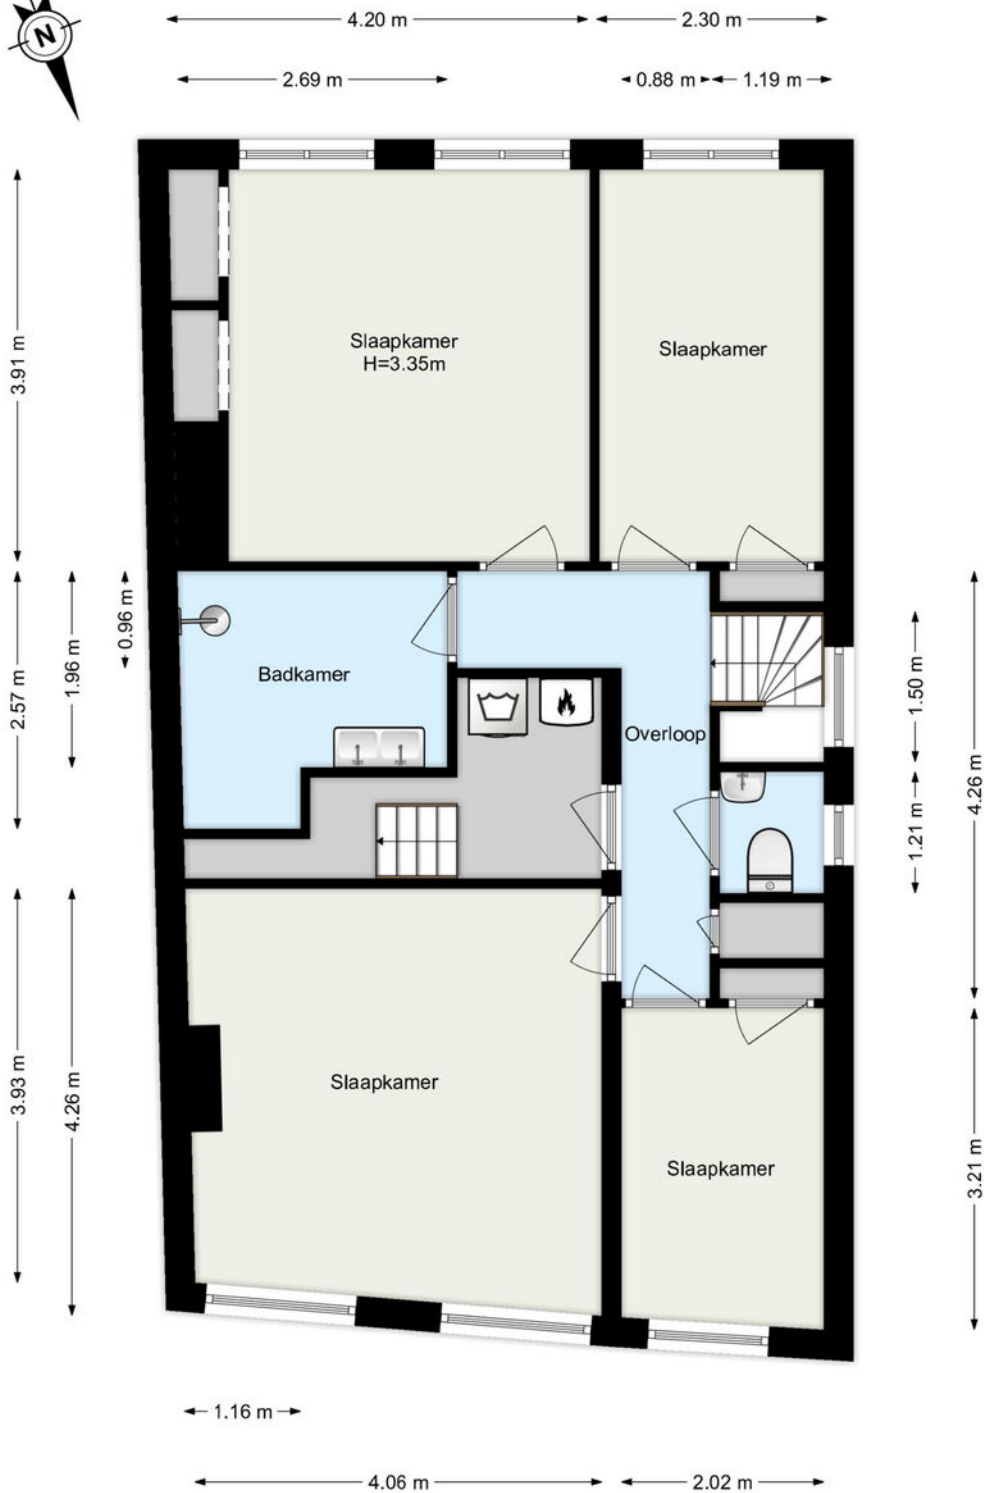 N
4.20 m
2.30 m
2.69 m
0.88 m
1.19 m
3.91 m
Slaapkamer
H=3.35m
Slaapkamer
0.96 m
1.96 m
2.57 m
Badkamer
Overloop
1.50 m
1.21 m
4.26 m
3.93 m
4.26 m
Slaapkamer
Slaapkamer
3.21 m
1.16 m
4.06 m
2.02 m